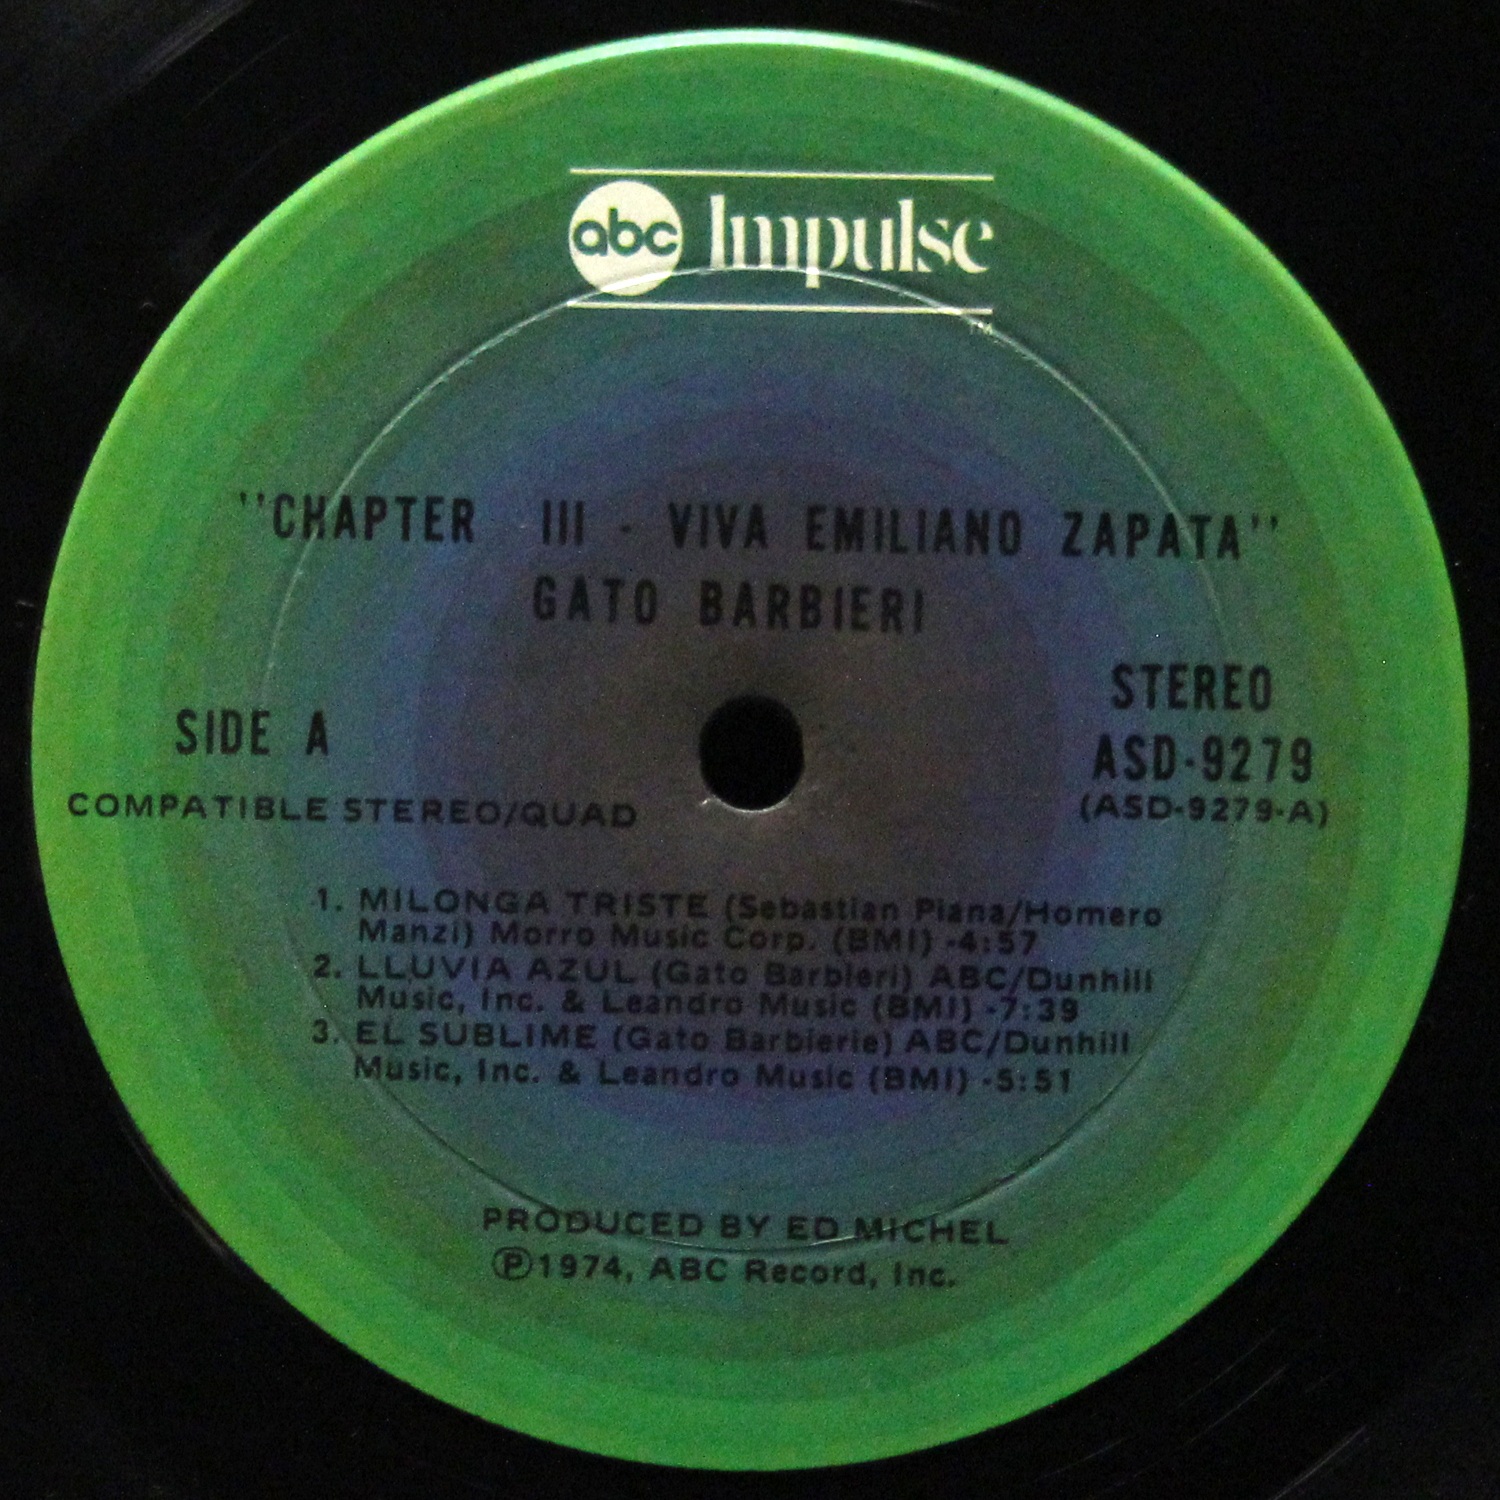 abc Impulse
TM
"CHAPTER III - VIVA EMILIANO ZAPATA"
GATO BARBIERI
STEREO
SIDE A
ASD-9279
COMPATIBLE STEREO/QUAD
(ASD-9279-A)
1. MILONGA TRISTE (Sebastian Piana/Homero
Manzi) Morro Music Corp. (BMI) -4:57
2. LLUVIA AZUL (Gato Barbieri) ABC/Dunhill
Music, Inc. & Leandro Music (BMI) -7:39
3. EL SUBLIME (Gato Barbierie) ABC/Dunhill
Music, Inc. & Leandro Music (BMI) -5:51
PRODUCED BY ED MICHEL
Ⓟ1974, ABC Record, Inc.